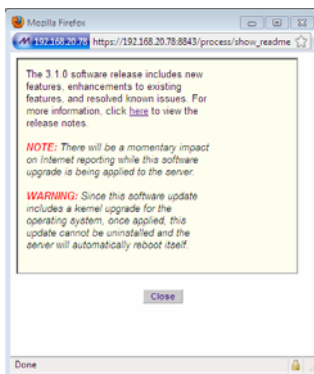 Mozilla Firefox
192.168.20.78 https://192.168.20.78:8843/process/show_readme
The 3.1.0 software release includes new
features, enhancements to existing
features, and resolved known issues. For
more information, click here to view the
release notes.
NOTE: There will be a momentary impact
on Internet reporting while this software
upgrade is being applied to the server.
WARNING: Since this software update
includes a kernel upgrade for the
operating system, once applied, this
update cannot be uninstalled and the
server will automatically reboot itself.
Close
Done